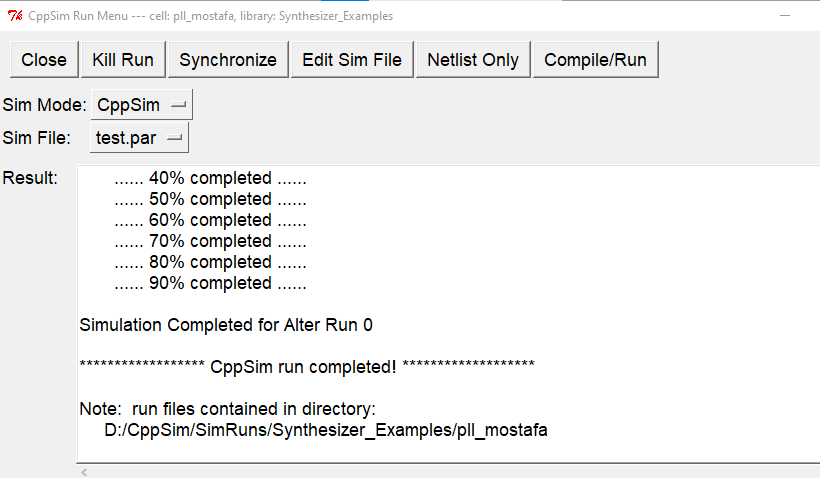 CppSim Run Menu --- cell: pll_mostafa, library: Synthesizer_Examples
Close Kill Run Synchronize Edit Sim File Netlist Only Compile/Run
Sim Mode: CppSim
Sim File: test.par
Result:
...... 40% completed ......
...... 50% completed ......
...... 60% completed ......
...... 70% completed ......
...... 80% completed ......
...... 90% completed ......
Simulation Completed for Alter Run 0
****************** CppSim run completed! *******************
Note:  run files contained in directory:
D:/CppSim/SimRuns/Synthesizer_Examples/pll_mostafa